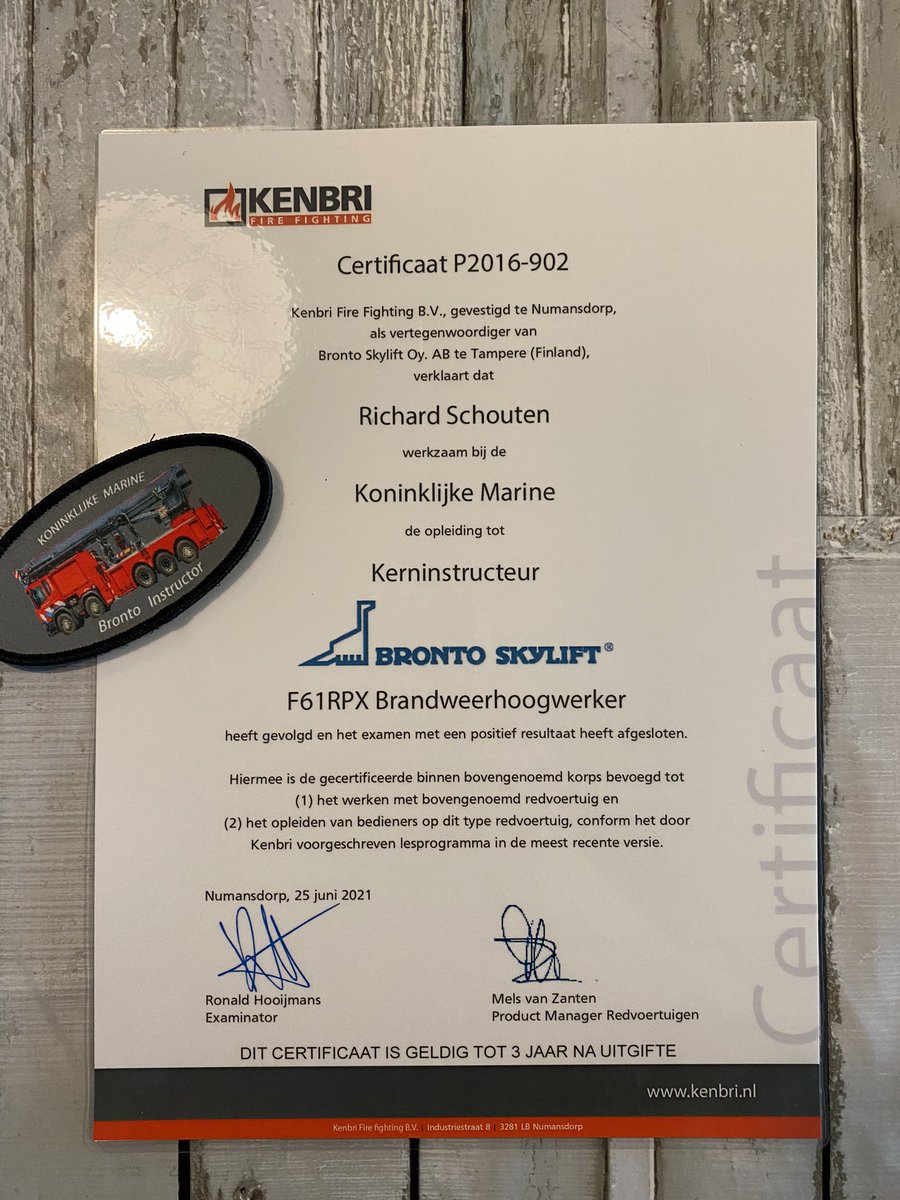 KENBRI
FIRE FIGHTING
Certificaat P2016-902
Kenbri Fire Fighting B.V., gevestigd te Numansdorp,
als vertegenwoordiger van
Bronto Skylift Oy. AB te Tampere (Finland),
verklaart dat
Richard Schouten
werkzaam bij de
Koninklijke Marine
de opleiding tot
Kerninstructeur
BRONTO SKYLIFT®
F61RPX Brandweerhoogwerker
heeft gevolgd en het examen met een positief resultaat heeft afgesloten.
Hiermee is de gecertificeerde binnen bovengenoemd korps bevoegd tot
(1) het werken met bovengenoemd redvoertuig en
(2) het opleiden van bedieners op dit type redvoertuig, conform het door
Kenbri voorgeschreven lesprogramma in de meest recente versie.
Numansdorp, 25 juni 2021
Ronald Hooijmans
Examinator
Mels van Zanten
Product Manager Redvoertuigen
DIT CERTIFICAAT IS GELDIG TOT 3 JAAR NA UITGIFTE
www.kenbri.nl
Kenbri Fire fighting B.V. | Industriestraat 8 | 3281 LB Numansdorp
Certificaat
KONINKLIJKE MARINE
Bronto Instructor